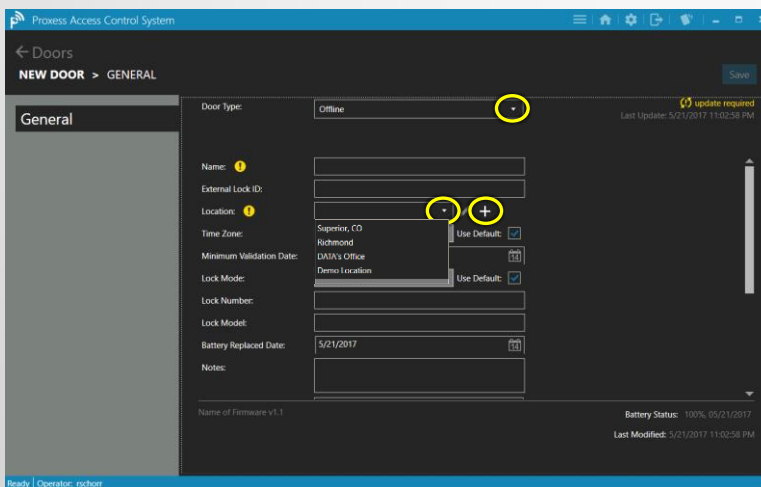 Proxess Access Control System
Doors
NEW DOOR > GENERAL
Save
General
Door Type:
Offline
update required
Last Update: 5/21/2017 11:02:58 PM
Name:
External Lock ID:
Location:
Superior, CO
Richmond
DATA's Office
Demo Location
Time Zone:
Use Default:
Minimum Validation Date:
14
Lock Mode:
Use Default:
Lock Number:
Lock Model:
Battery Replaced Date:
5/21/2017
14
Notes:
Name of Firmware v1.1
Battery Status: 100%, 05/21/2017
Last Modified: 5/21/2017 11:02:58 PM
Ready | Operator: rschorr